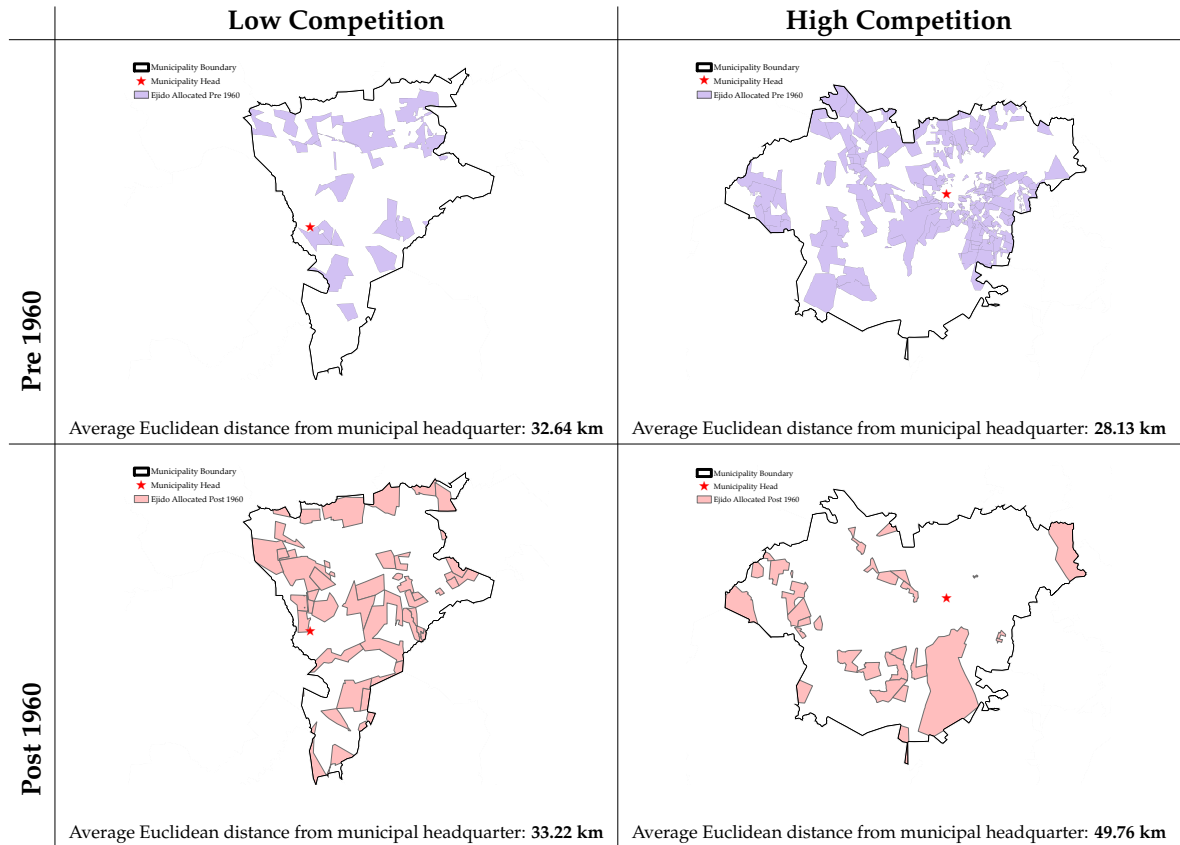 Low Competition
High Competition
Pre 1960
Municipality Boundary
Municipality Head
Ejido Allocated Pre 1960
Average Euclidean distance from municipal headquarter: 32.64 km
Municipality Boundary
Municipality Head
Ejido Allocated Pre 1960
Average Euclidean distance from municipal headquarter: 28.13 km
Post 1960
Municipality Boundary
Municipality Head
Ejido Allocated Post 1960
Average Euclidean distance from municipal headquarter: 33.22 km
Municipality Boundary
Municipality Head
Ejido Allocated Post 1960
Average Euclidean distance from municipal headquarter: 49.76 km